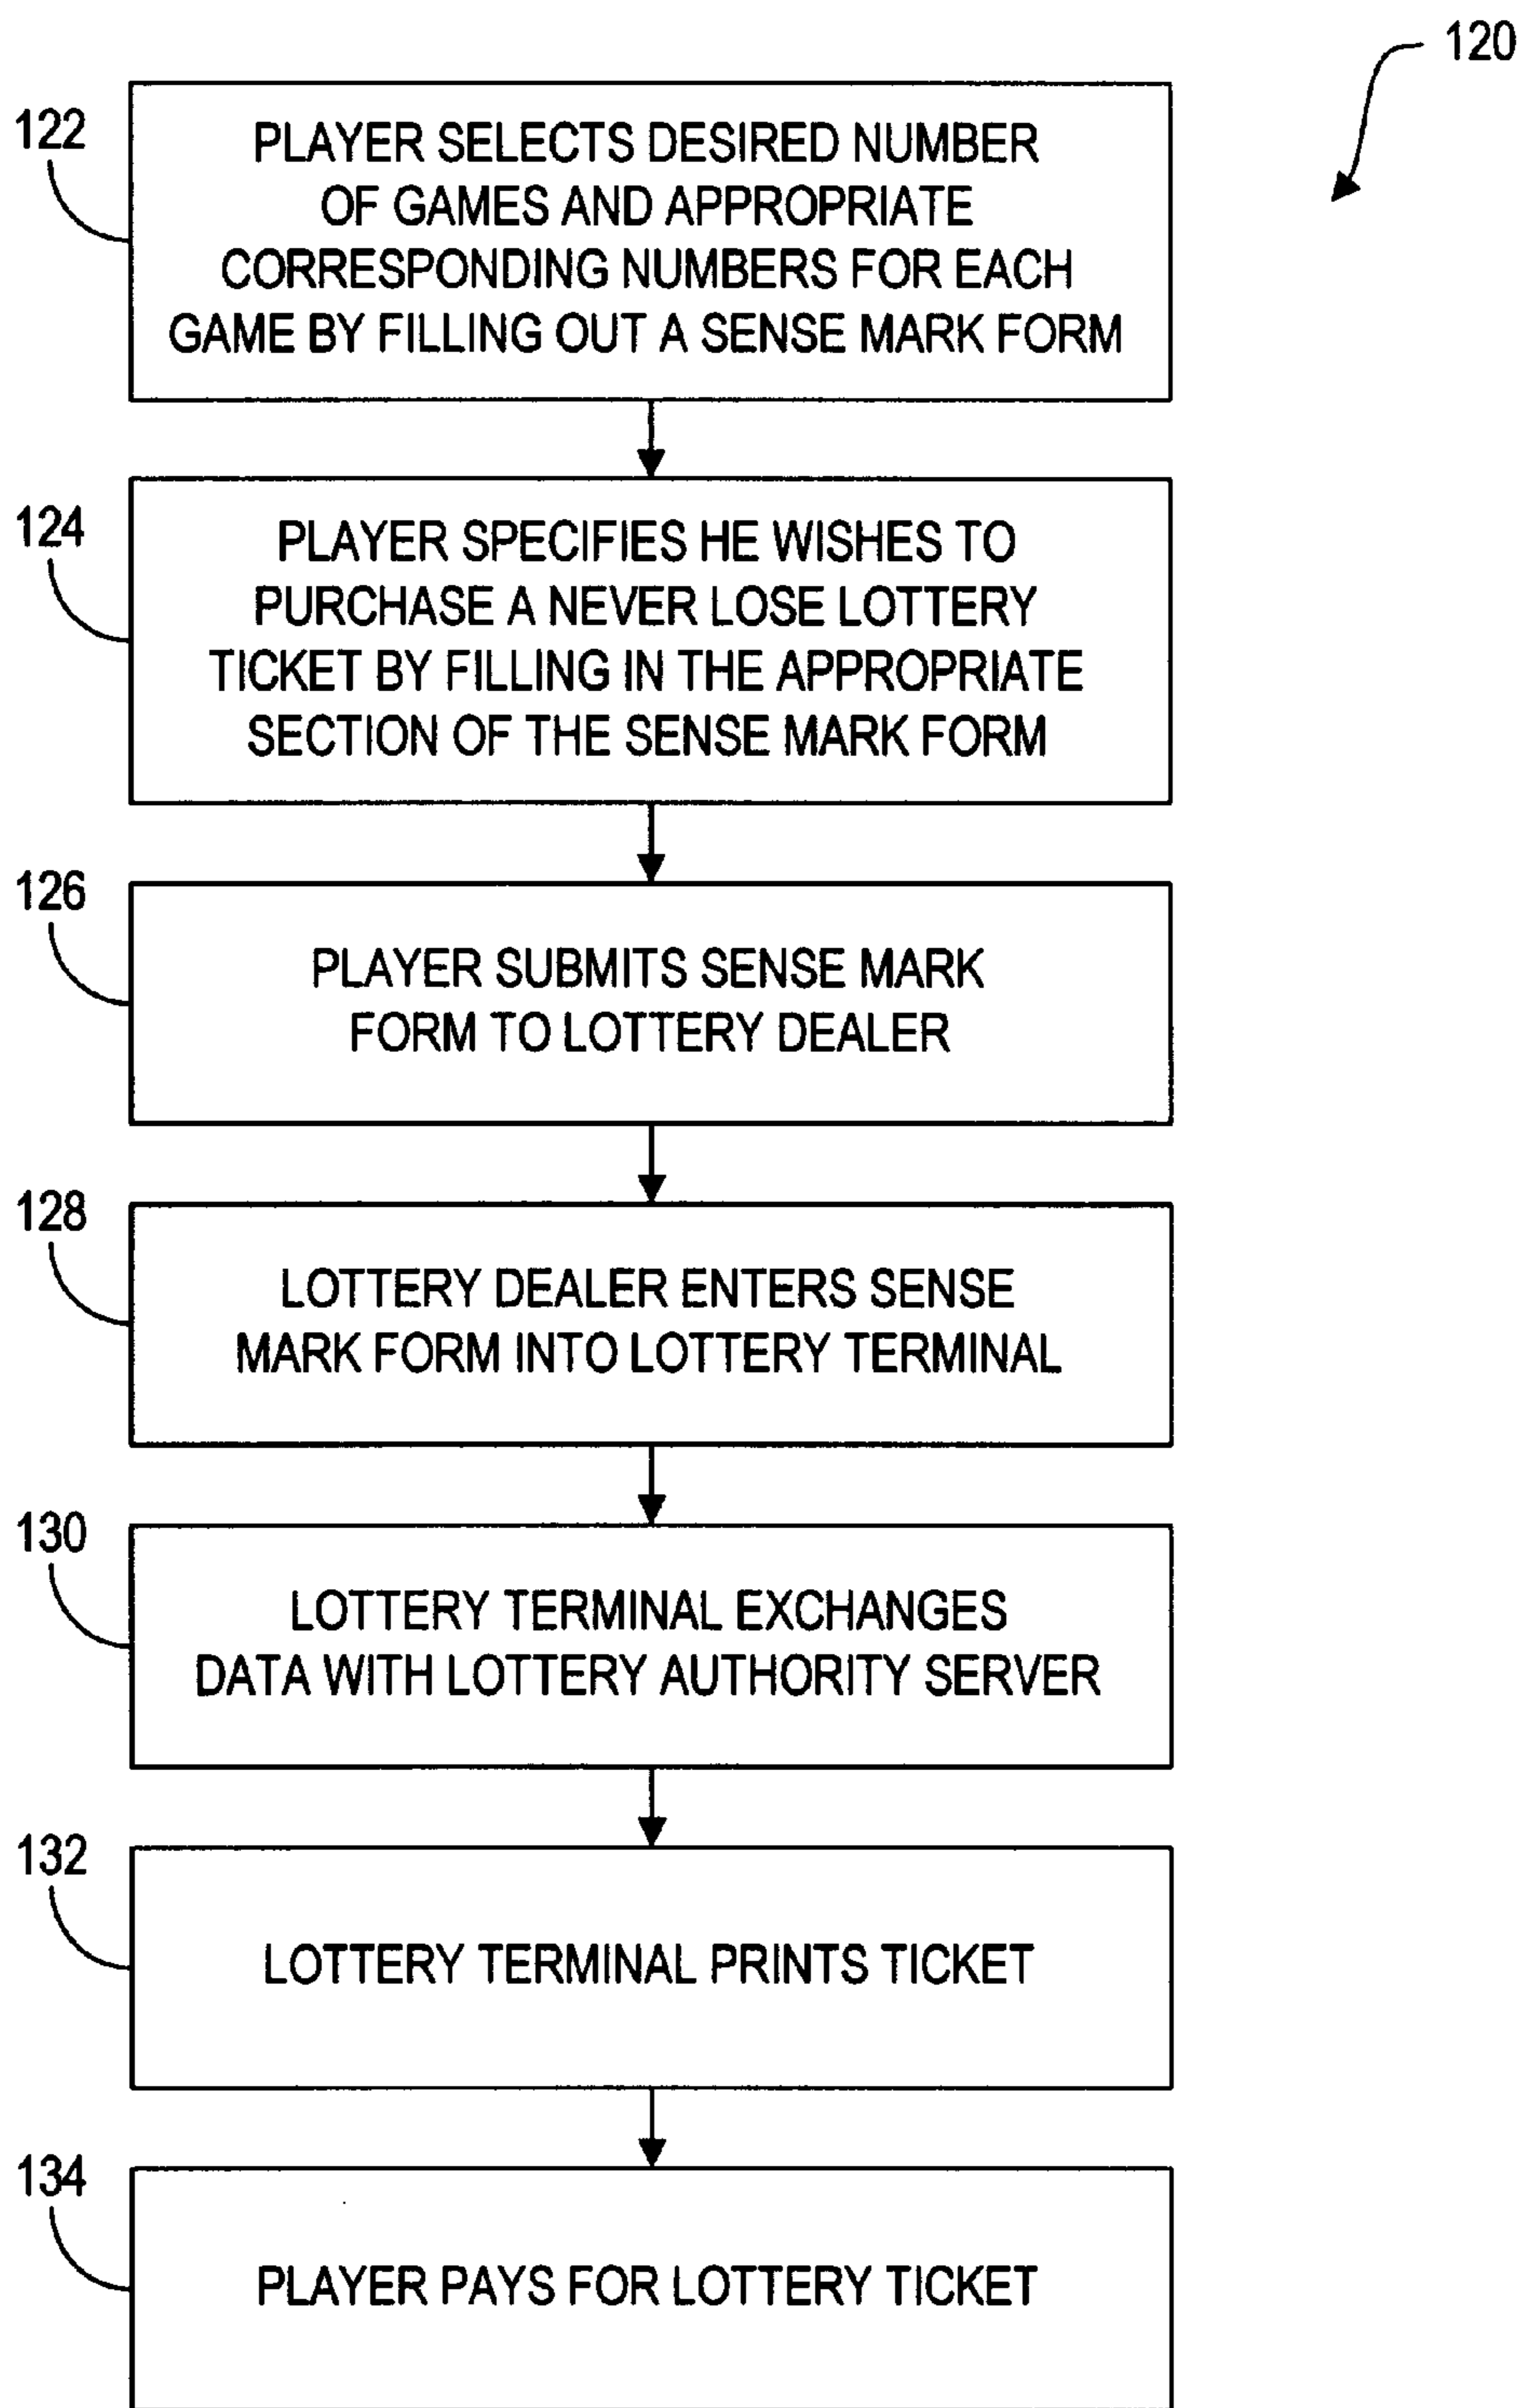 120
122
PLAYER SELECTS DESIRED NUMBER
OF GAMES AND APPROPRIATE
CORRESPONDING NUMBERS FOR EACH
GAME BY FILLING OUT A SENSE MARK FORM
124
PLAYER SPECIFIES HE WISHES TO
PURCHASE A NEVER LOSE LOTTERY
TICKET BY FILLING IN THE APPROPRIATE
SECTION OF THE SENSE MARK FORM
126
PLAYER SUBMITS SENSE MARK
FORM TO LOTTERY DEALER
128
LOTTERY DEALER ENTERS SENSE
MARK FORM INTO LOTTERY TERMINAL
130
LOTTERY TERMINAL EXCHANGES
DATA WITH LOTTERY AUTHORITY SERVER
132
LOTTERY TERMINAL PRINTS TICKET
134
PLAYER PAYS FOR LOTTERY TICKET